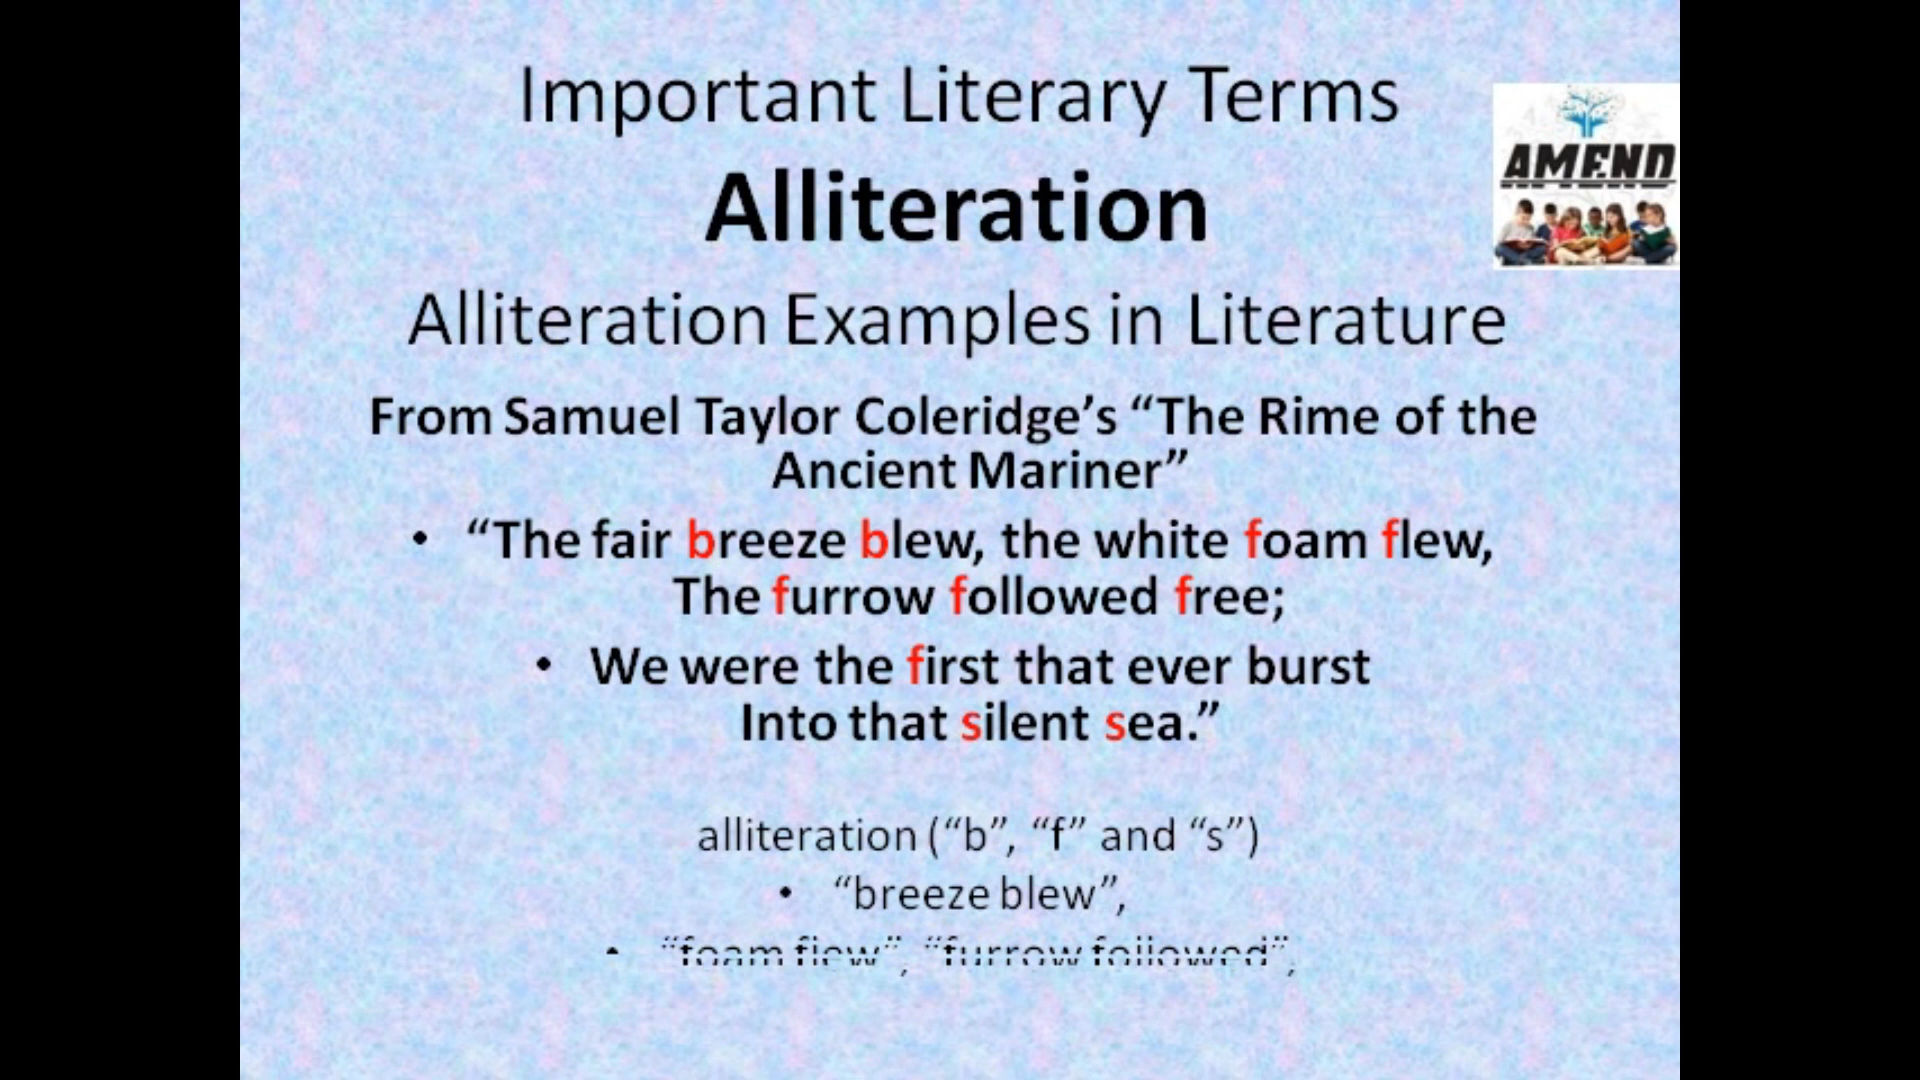 Important Literary Terms
Alliteration
AMEND
Alliteration Examples in Literature
From Samuel Taylor Coleridge’s “The Rime of the
Ancient Mariner”
• “The fair breeze blew, the white foam flew,
The furrow followed free;
• We were the first that ever burst
Into that silent sea.”
alliteration (“b”, “f” and “s”)
• “breeze blew”,
• “foam flew”, “furrow followed”,